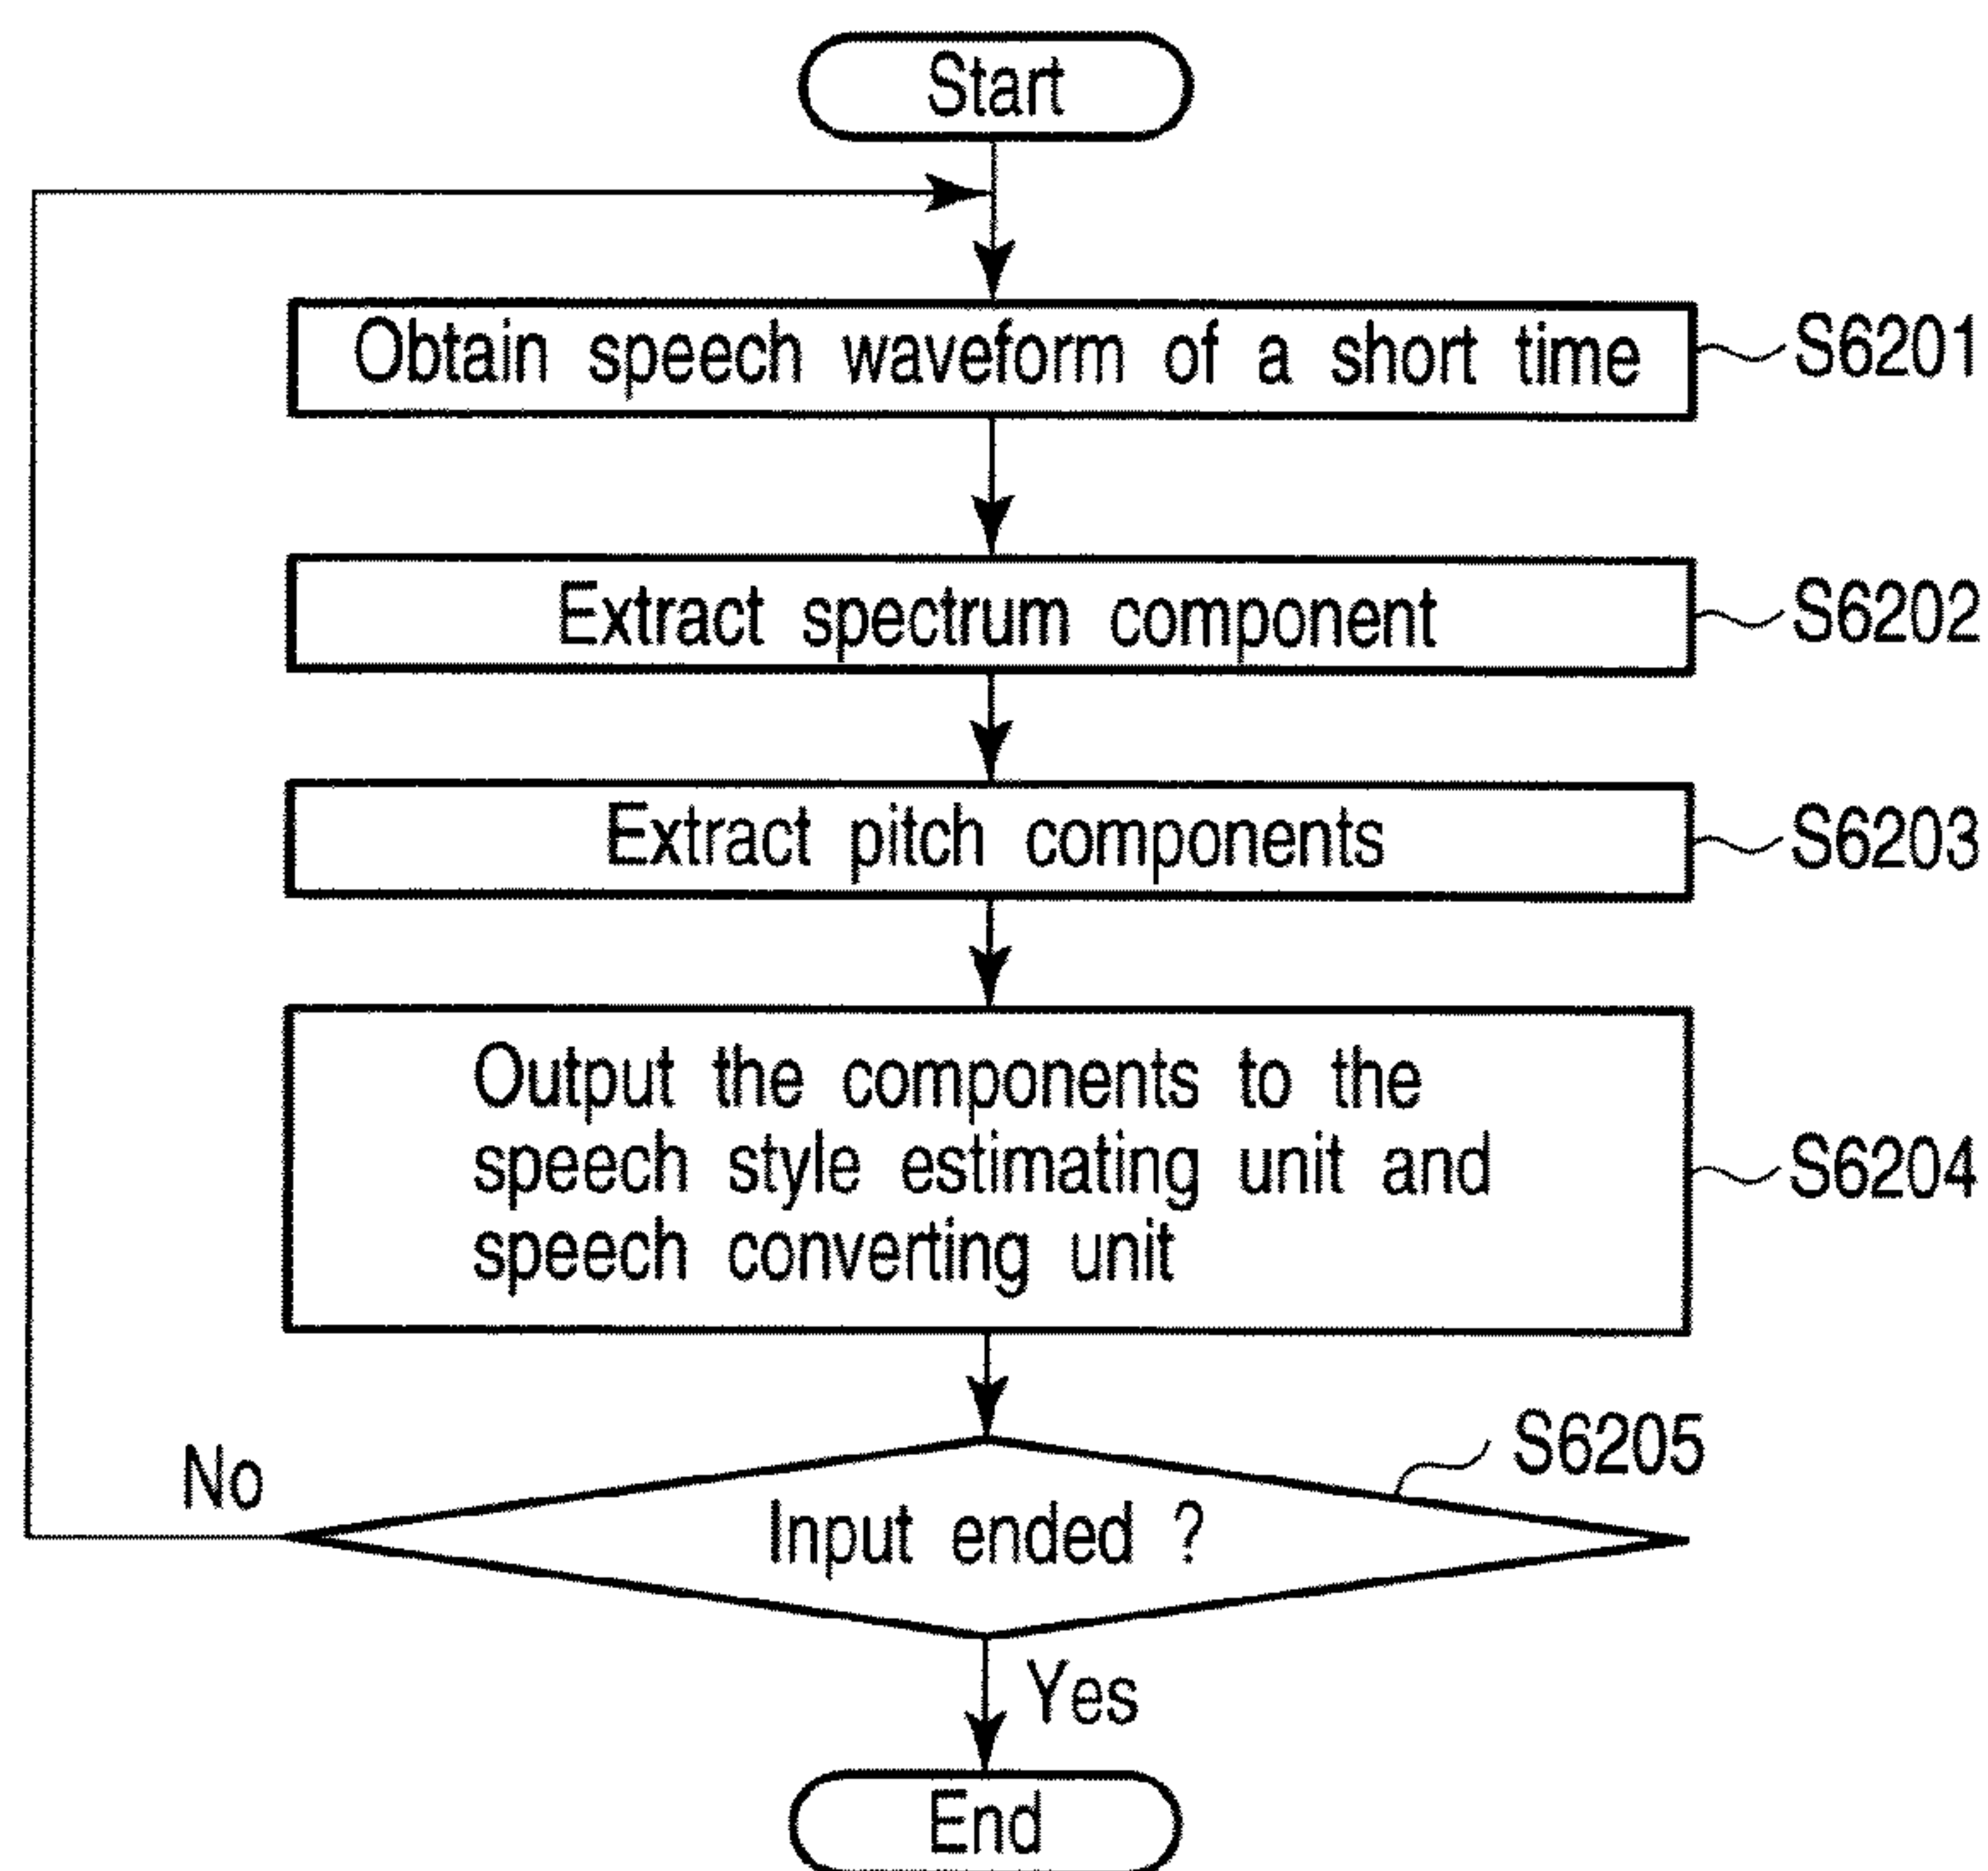 Start
Obtain speech waveform of a short time
S6201
Extract spectrum component
S6202
Extract pitch components
S6203
Output the components to the
speech style estimating unit and
speech converting unit
S6204
S6205
No
Input ended ?
Yes
End